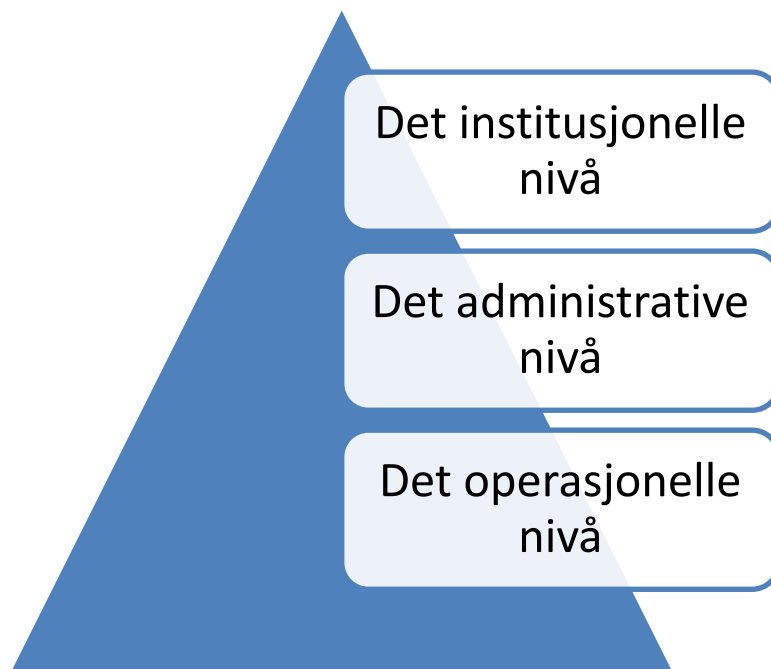 Det institusjonelle
nivå
Det administrative
nivå
Det operasjonelle
nivå